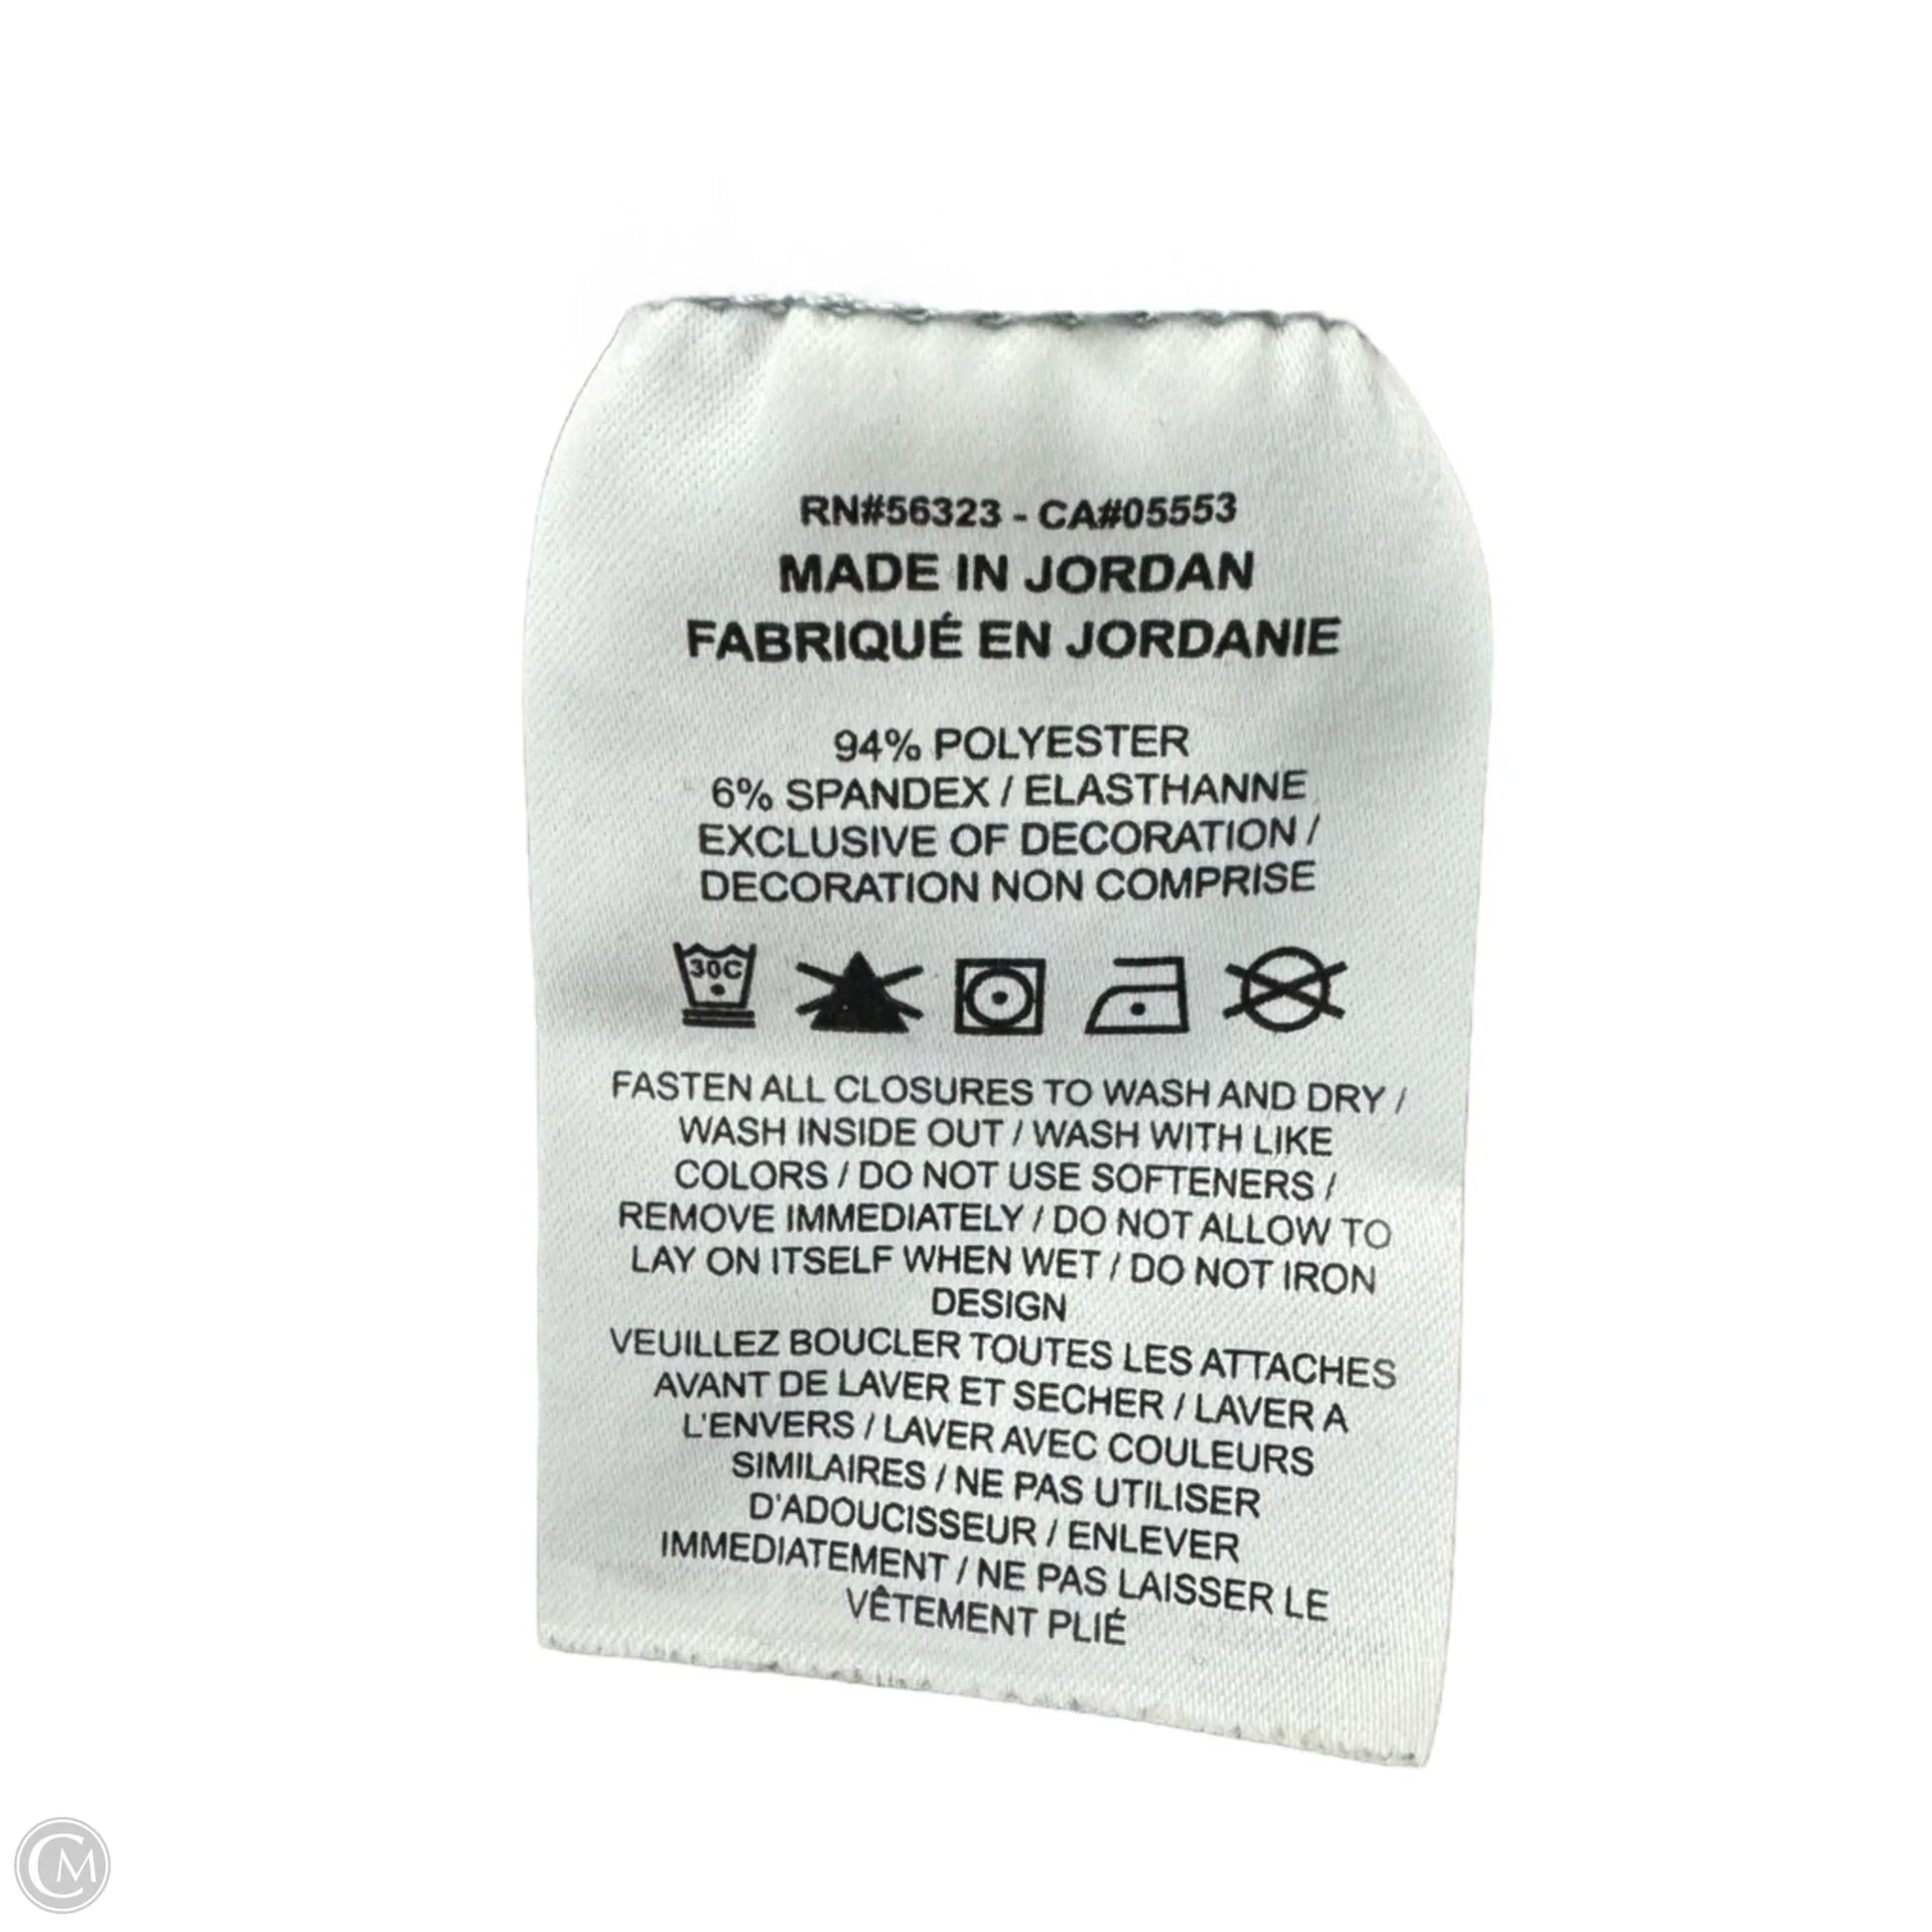 RN#56323 - CA#05553
MADE IN JORDAN
FABRIQUÉ EN JORDANIE
94% POLYESTER
6% SPANDEX / ELASTHANNE
EXCLUSIVE OF DECORATION /
DECORATION NON COMPRISE
30C
FASTEN ALL CLOSURES TO WASH AND DRY /
WASH INSIDE OUT / WASH WITH LIKE
COLORS / DO NOT USE SOFTENERS /
REMOVE IMMEDIATELY / DO NOT ALLOW TO
LAY ON ITSELF WHEN WET / DO NOT IRON
DESIGN
VEUILLEZ BOUCLER TOUTES LES ATTACHES
AVANT DE LAVER ET SECHER / LAVER A
L'ENVERS / LAVER AVEC COULEURS
SIMILAIRES / NE PAS UTILISER
D'ADOUCISSEUR / ENLEVER
IMMEDIATEMENT / NE PAS LAISSER LE
VÊTEMENT PLIÉ
CM